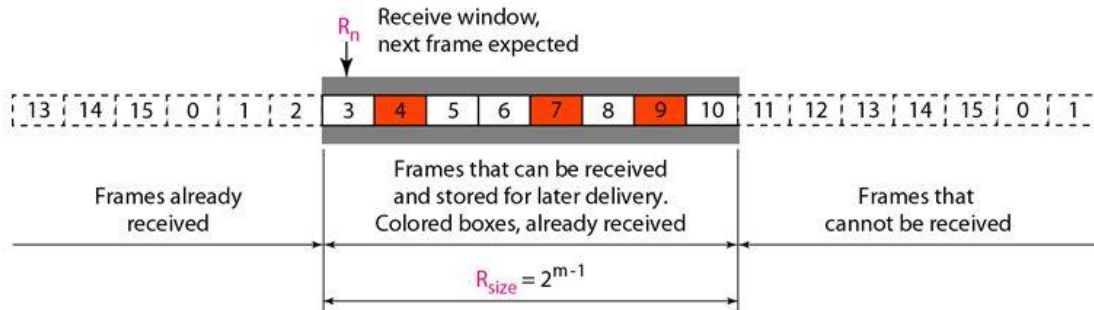 Receive window,
next frame expected
Rn
13 14 15 0 1 2 3 4 5 6 7 8 9 10 11 12 13 14 15 0 1
Frames already
received
Frames that can be received
and stored for later delivery.
Colored boxes, already received
Frames that
cannot be received
Rsize = 2^m-1